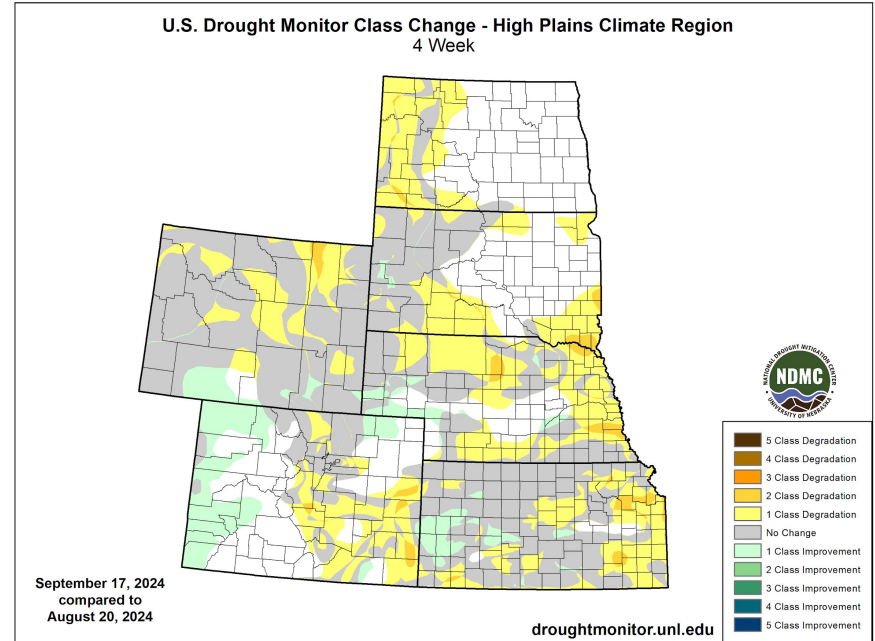 U.S. Drought Monitor Class Change - High Plains Climate Region
4 Week
NATIONAL DROUGHT MITIGATION CENTER
NDMC
UNIVERSITY OF NEBRASKA
5 Class Degradation
4 Class Degradation
3 Class Degradation
2 Class Degradation
1 Class Degradation
No Change
1 Class Improvement
2 Class Improvement
3 Class Improvement
4 Class Improvement
5 Class Improvement
September 17, 2024
compared to
August 20, 2024
droughtmonitor.unl.edu